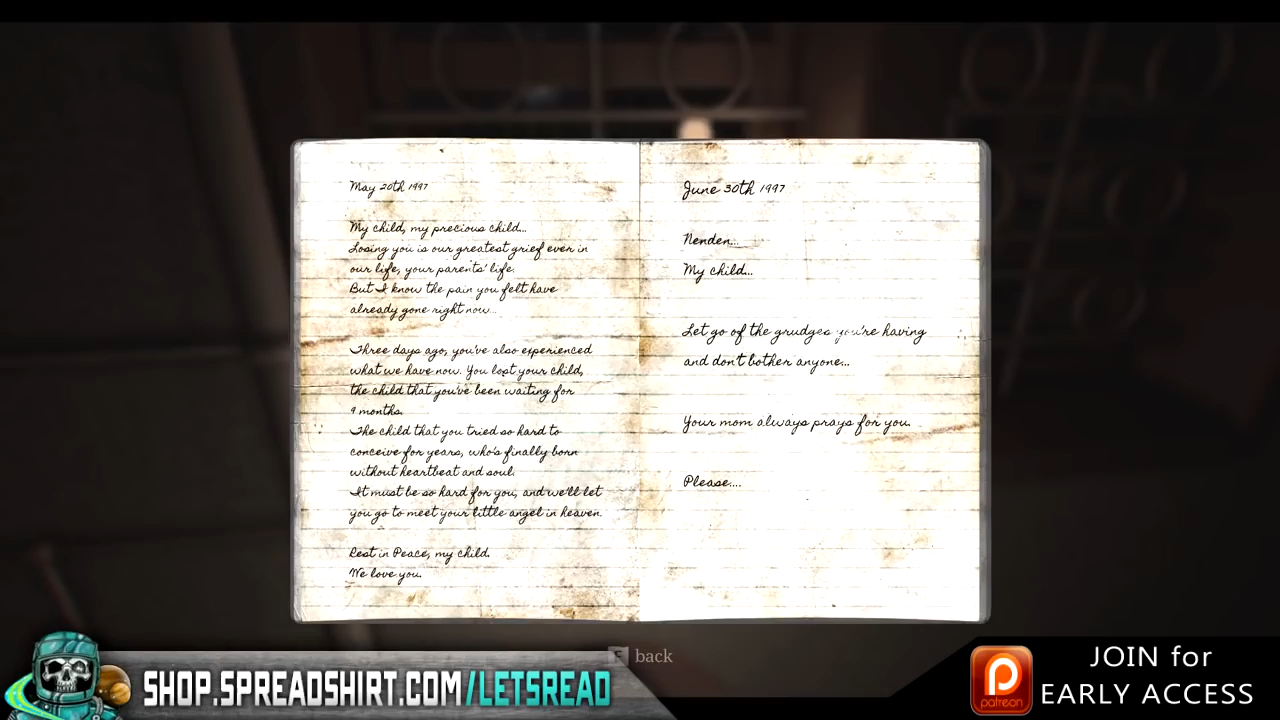 May 20th 1997
My child, my precious child...
Losing you is our greatest grief ever in
our life, your parents' life.
But I know the pain you felt have
already gone right now...
Three days ago, you've also experienced
what we have now. You lost your child,
the child that you've been waiting for
9 months.
The child that you tried so hard to
conceive for years, who's finally born
without heartbeat and soul.
It must be so hard for you, and we'll let
you go to meet your little angel in heaven.
Rest in Peace, my child.
We love you.
June 30th 1997
Nenden...
My child...
Let go of the grudges you're having
and don't bother anyone...
Your mom always prays for you.
Please....
F back
SHOP.SPREADSHIRT.COM/LETSREAD
patreon
JOIN for
EARLY ACCESS